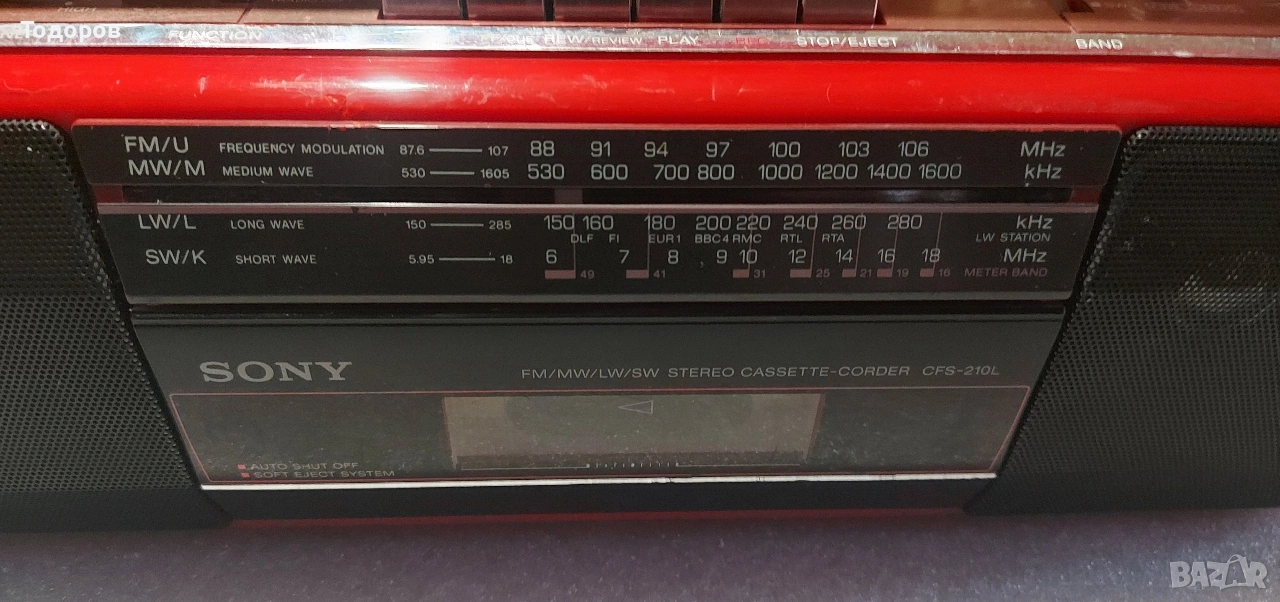 Тодоров
FUNCTION REW/REVIEW PLAY REC STOP/EJECT BAND
FM/U FREQUENCY MODULATION 87.6 — 107 88 91 94 97 100 103 106 MHz
MW/M MEDIUM WAVE 530 — 1605 530 600 700 800 1000 1200 1400 1600 kHz
LW/L LONG WAVE 150 — 285 150 160 180 200 220 240 260 280 kHz
DLF FI EUR1 BBC4 RMC RTL RTA LW STATION
SW/K SHORT WAVE 5.95 — 18 6 7 8 9 10 12 14 16 18 MHz
49 41 31 25 21 19 16 METER BAND
SONY FM/MW/LW/SW STEREO CASSETTE-CORDER CFS-210L
AUTO SHUT OFF
SOFT EJECT SYSTEM
BAZAR